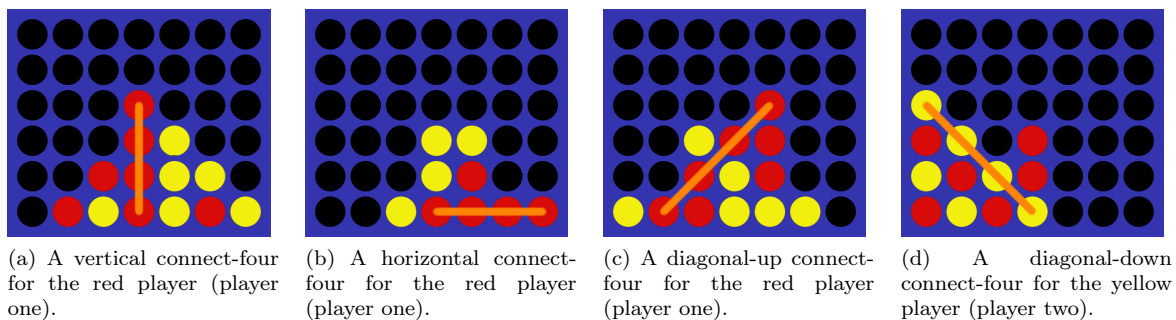 (a) A vertical connect-four
for the red player (player
one).
(b) A horizontal connect-
four for the red player
(player one).
(c) A diagonal-up connect-
four for the red player
(player one).
(d) A diagonal-down
connect-four for the yellow
player (player two).